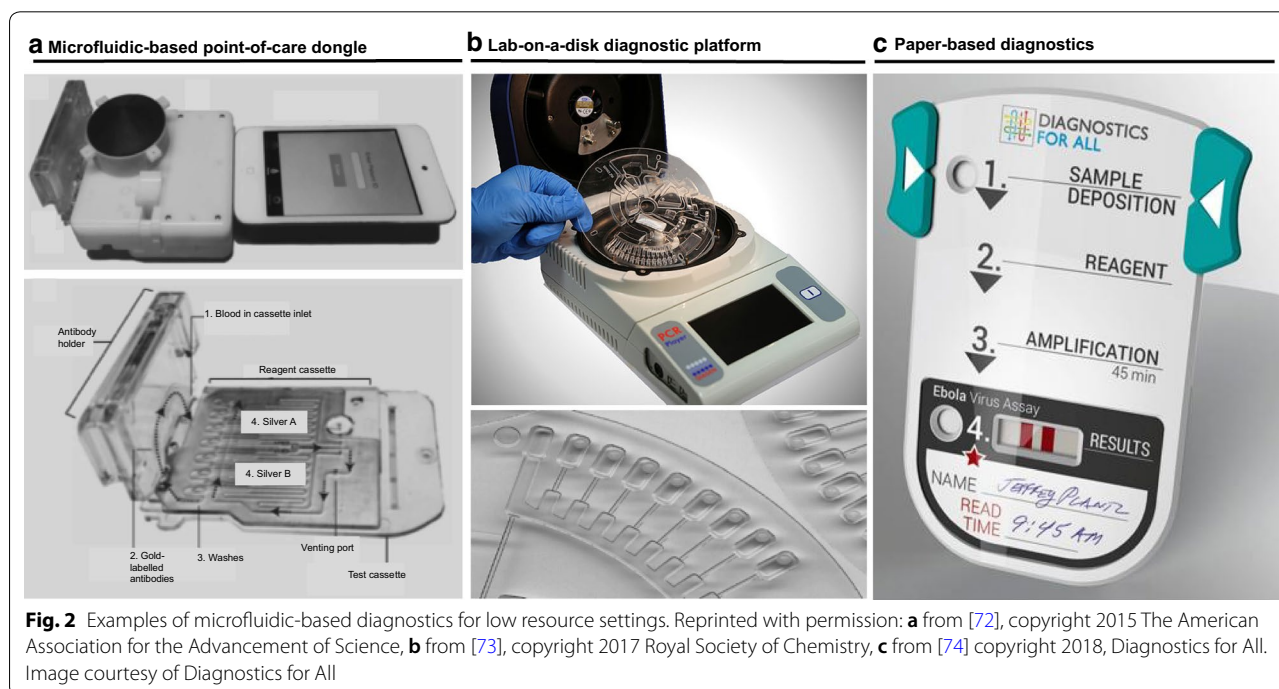 a Microfluidic-based point-of-care dongle
b Lab-on-a-disk diagnostic platform
c Paper-based diagnostics
1. Blood in cassette inlet
Antibody
holder
Reagent cassette
4. Silver A
4. Silver B
2. Gold-
labelled
antibodies
3. Washes
Venting port
Test cassette
PCR
Player
DIAGNOSTICS
FOR ALL
1. SAMPLE
DEPOSITION
2. REAGENT
3. AMPLIFICATION
45 min
Ebola Virus Assay
4. RESULTS
NAME JEFFREY PLANTZ
READ
TIME 9:45 AM
Fig. 2 Examples of microfluidic-based diagnostics for low resource settings. Reprinted with permission: a from [72], copyright 2015 The American
Association for the Advancement of Science, b from [73], copyright 2017 Royal Society of Chemistry, c from [74] copyright 2018, Diagnostics for All.
Image courtesy of Diagnostics for All